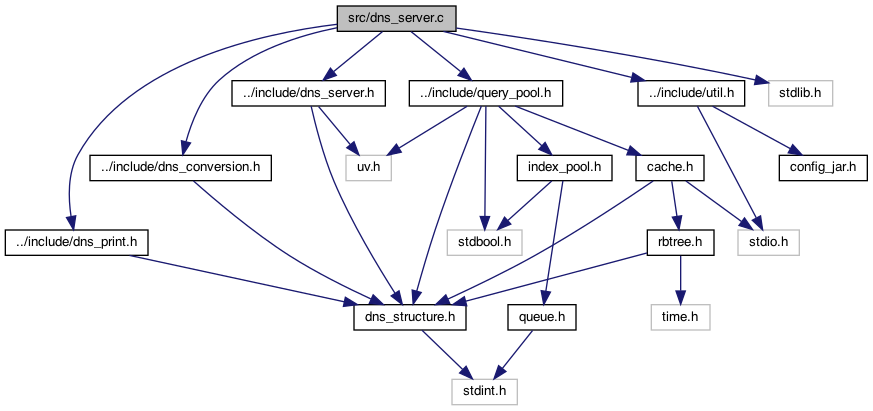 src/dns_server.c
../include/dns_server.h
../include/query_pool.h
../include/util.h
stdlib.h
../include/dns_conversion.h
uv.h
index_pool.h
cache.h
config_jar.h
../include/dns_print.h
stdbool.h
rbtree.h
stdio.h
dns_structure.h
queue.h
time.h
stdint.h